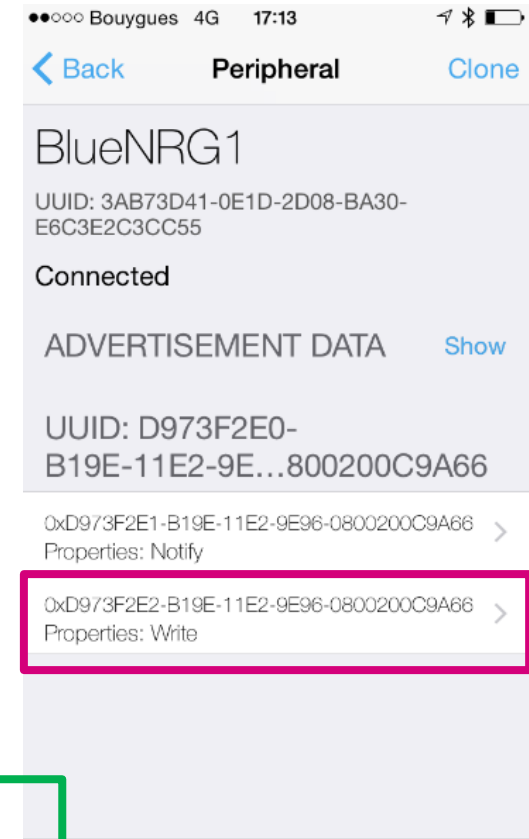 Bouygues 4G 17:13
Back Peripheral Clone
BlueNRG1
UUID: 3AB73D41-0E1D-2D08-BA30-
E6C3E2C3CC55
Connected
ADVERTISEMENT DATA Show
UUID: D973F2E0-
B19E-11E2-9E...800200C9A66
0xD973F2E1-B19E-11E2-9E96-0800200C9A66
Properties: Notify
0xD973F2E2-B19E-11E2-9E96-0800200C9A66
Properties: Write